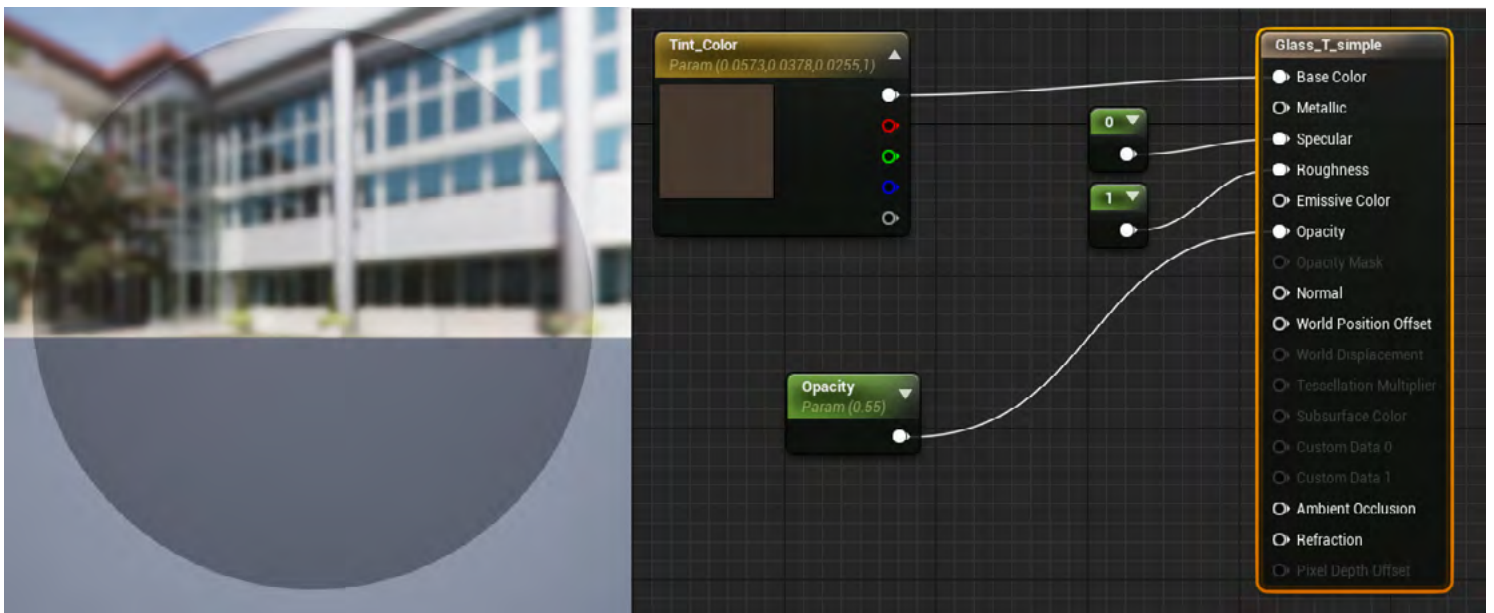 Tint_Color
Param (0.0573,0.0378,0.0255,1)
0
1
Opacity
Param (0.55)
Glass_T_simple
Base Color
Metallic
Specular
Roughness
Emissive Color
Opacity
Opacity Mask
Normal
World Position Offset
World Displacement
Tessellation Multiplier
Subsurface Color
Custom Data 0
Custom Data 1
Ambient Occlusion
Refraction
Pixel Depth Offset